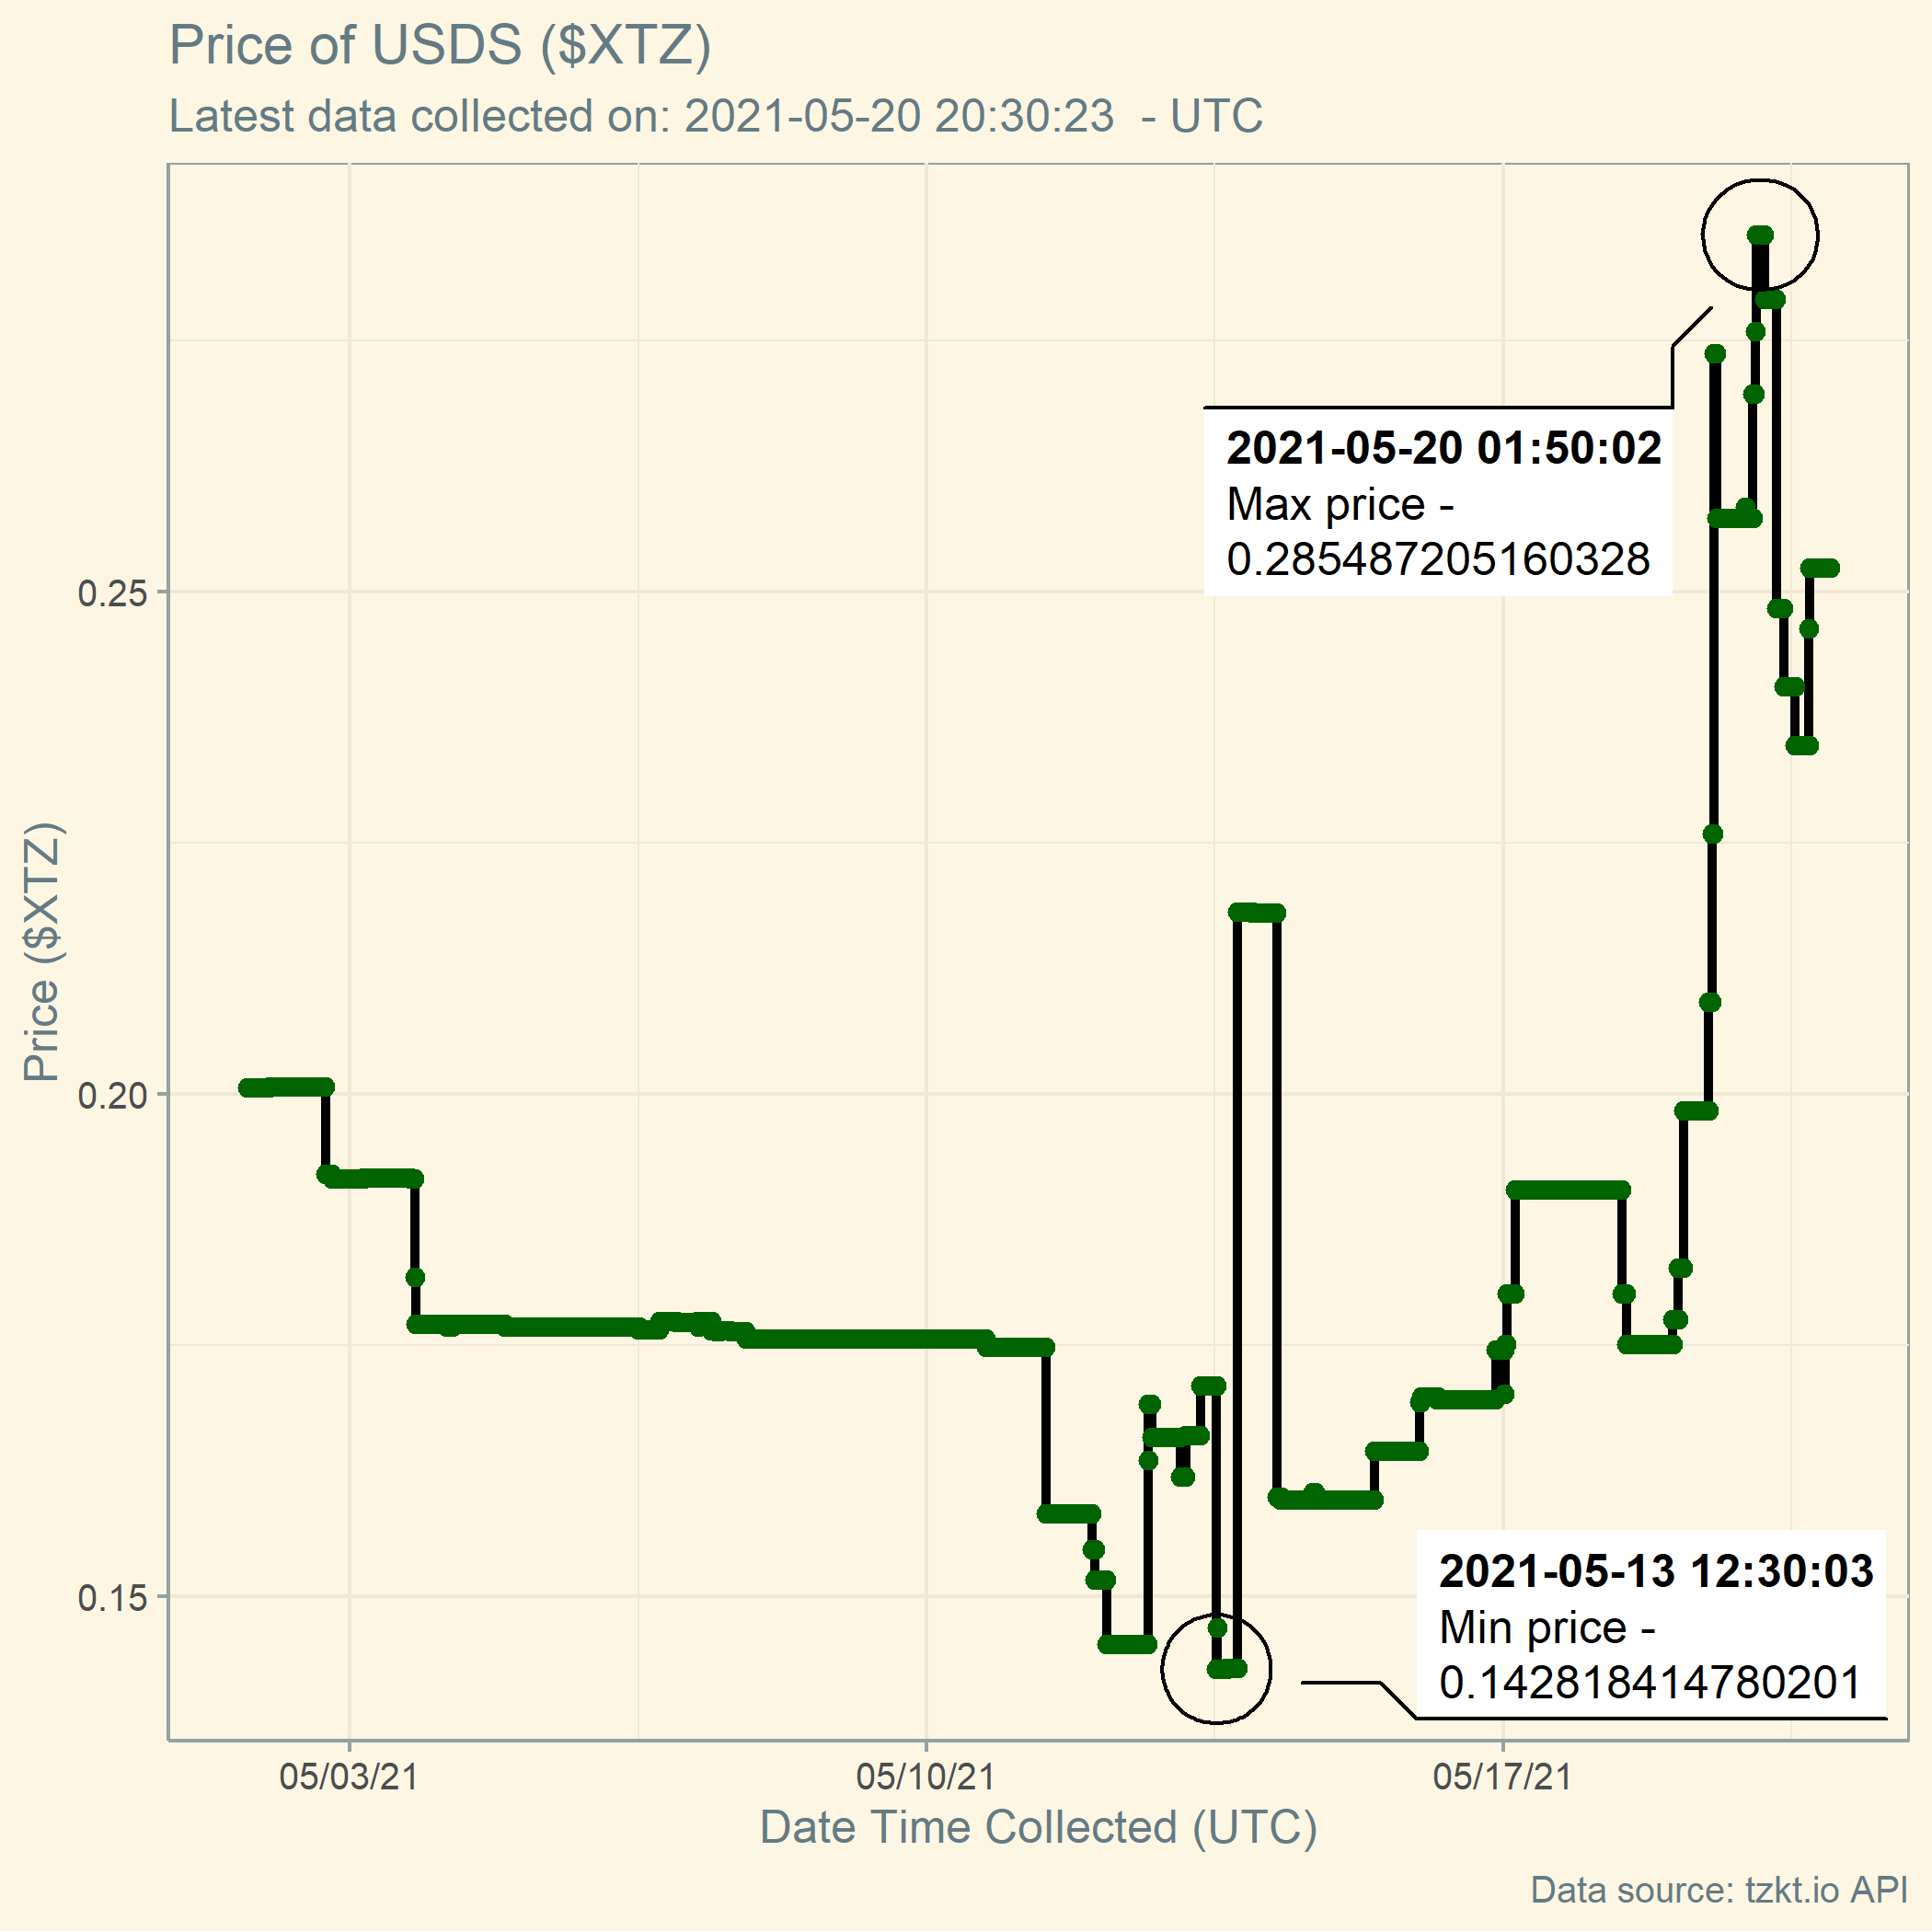 Price of USDS ($XTZ)
Latest data collected on: 2021-05-20 20:30:23  - UTC
2021-05-20 01:50:02
Max price -
0.285487205160328
0.25
0.20
0.15
Price ($XTZ)
2021-05-13 12:30:03
Min price -
0.142818414780201
05/03/21
05/10/21
05/17/21
Date Time Collected (UTC)
Data source: tzkt.io API